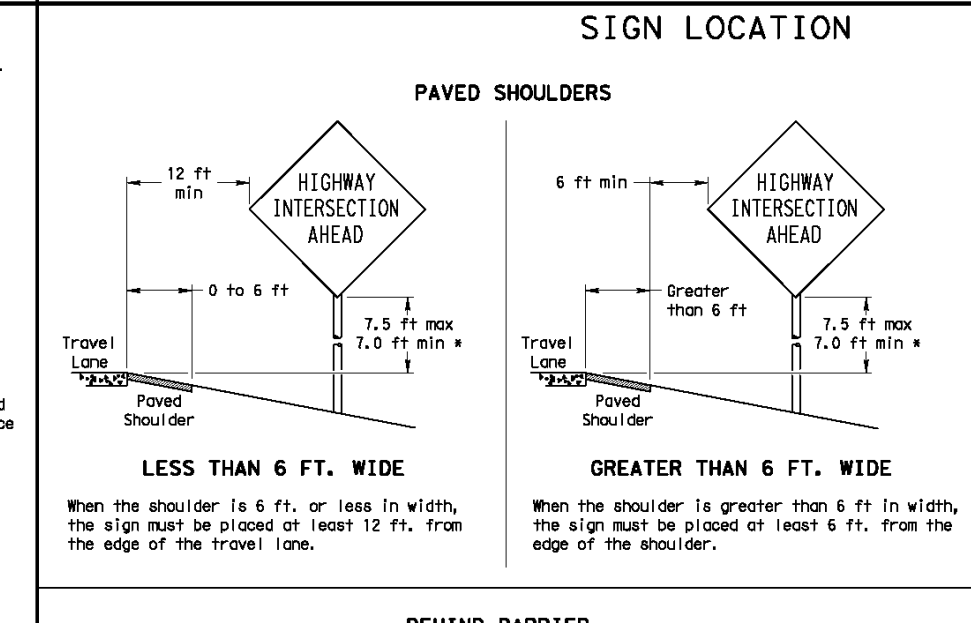 SIGN LOCATION
PAVED SHOULDERS
12 ft
min
HIGHWAY
INTERSECTION
AHEAD
0 to 6 ft
7.5 ft max
7.0 ft min *
Travel
Lane
Paved
Shoulder
LESS THAN 6 FT. WIDE
When the shoulder is 6 ft. or less in width,
the sign must be placed at least 12 ft. from
the edge of the travel lane.
6 ft min
HIGHWAY
INTERSECTION
AHEAD
Greater
than 6 ft
7.5 ft max
7.0 ft min *
Travel
Lane
Paved
Shoulder
GREATER THAN 6 FT. WIDE
When the shoulder is greater than 6 ft in width,
the sign must be placed at least 6 ft. from the
edge of the shoulder.
BEHIND BARRIER